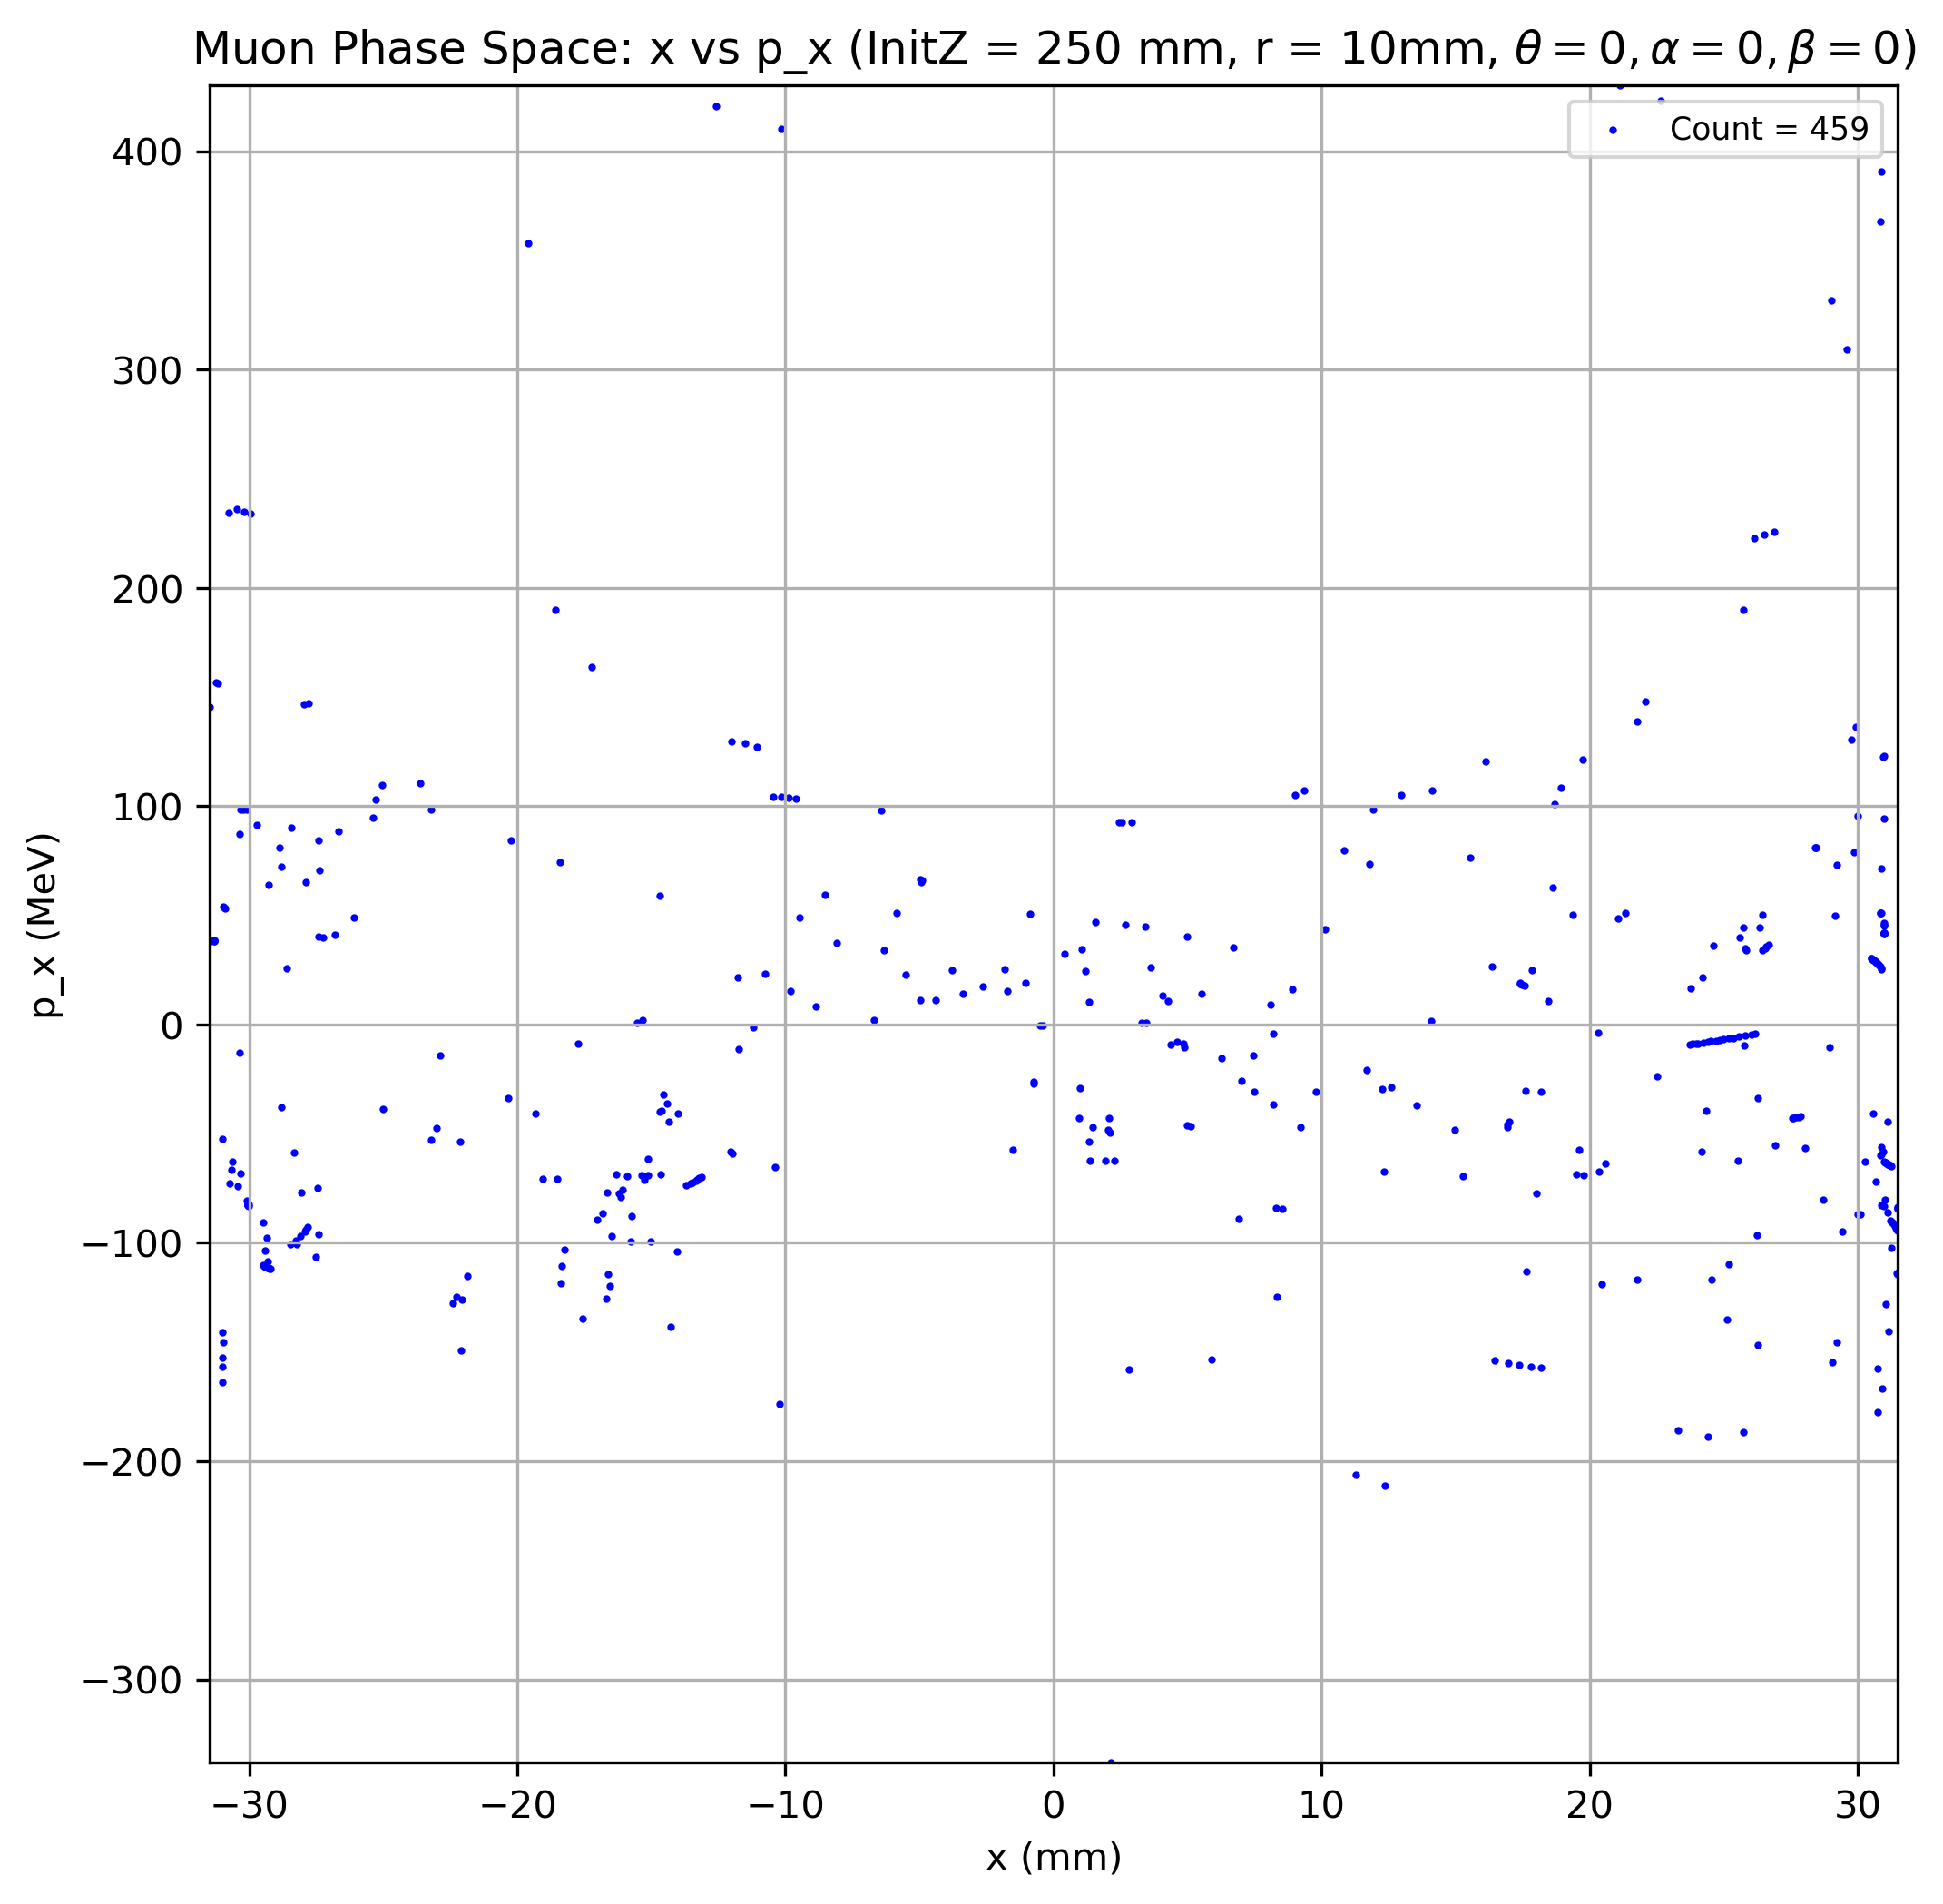 Muon Phase Space: x vs p_x (InitZ = 250 mm, r = 10mm, θ = 0, α = 0, β = 0)
Count = 459
400
300
200
100
0
−100
−200
−300
p_x (MeV)
−30 −20 −10 0 10 20 30
x (mm)